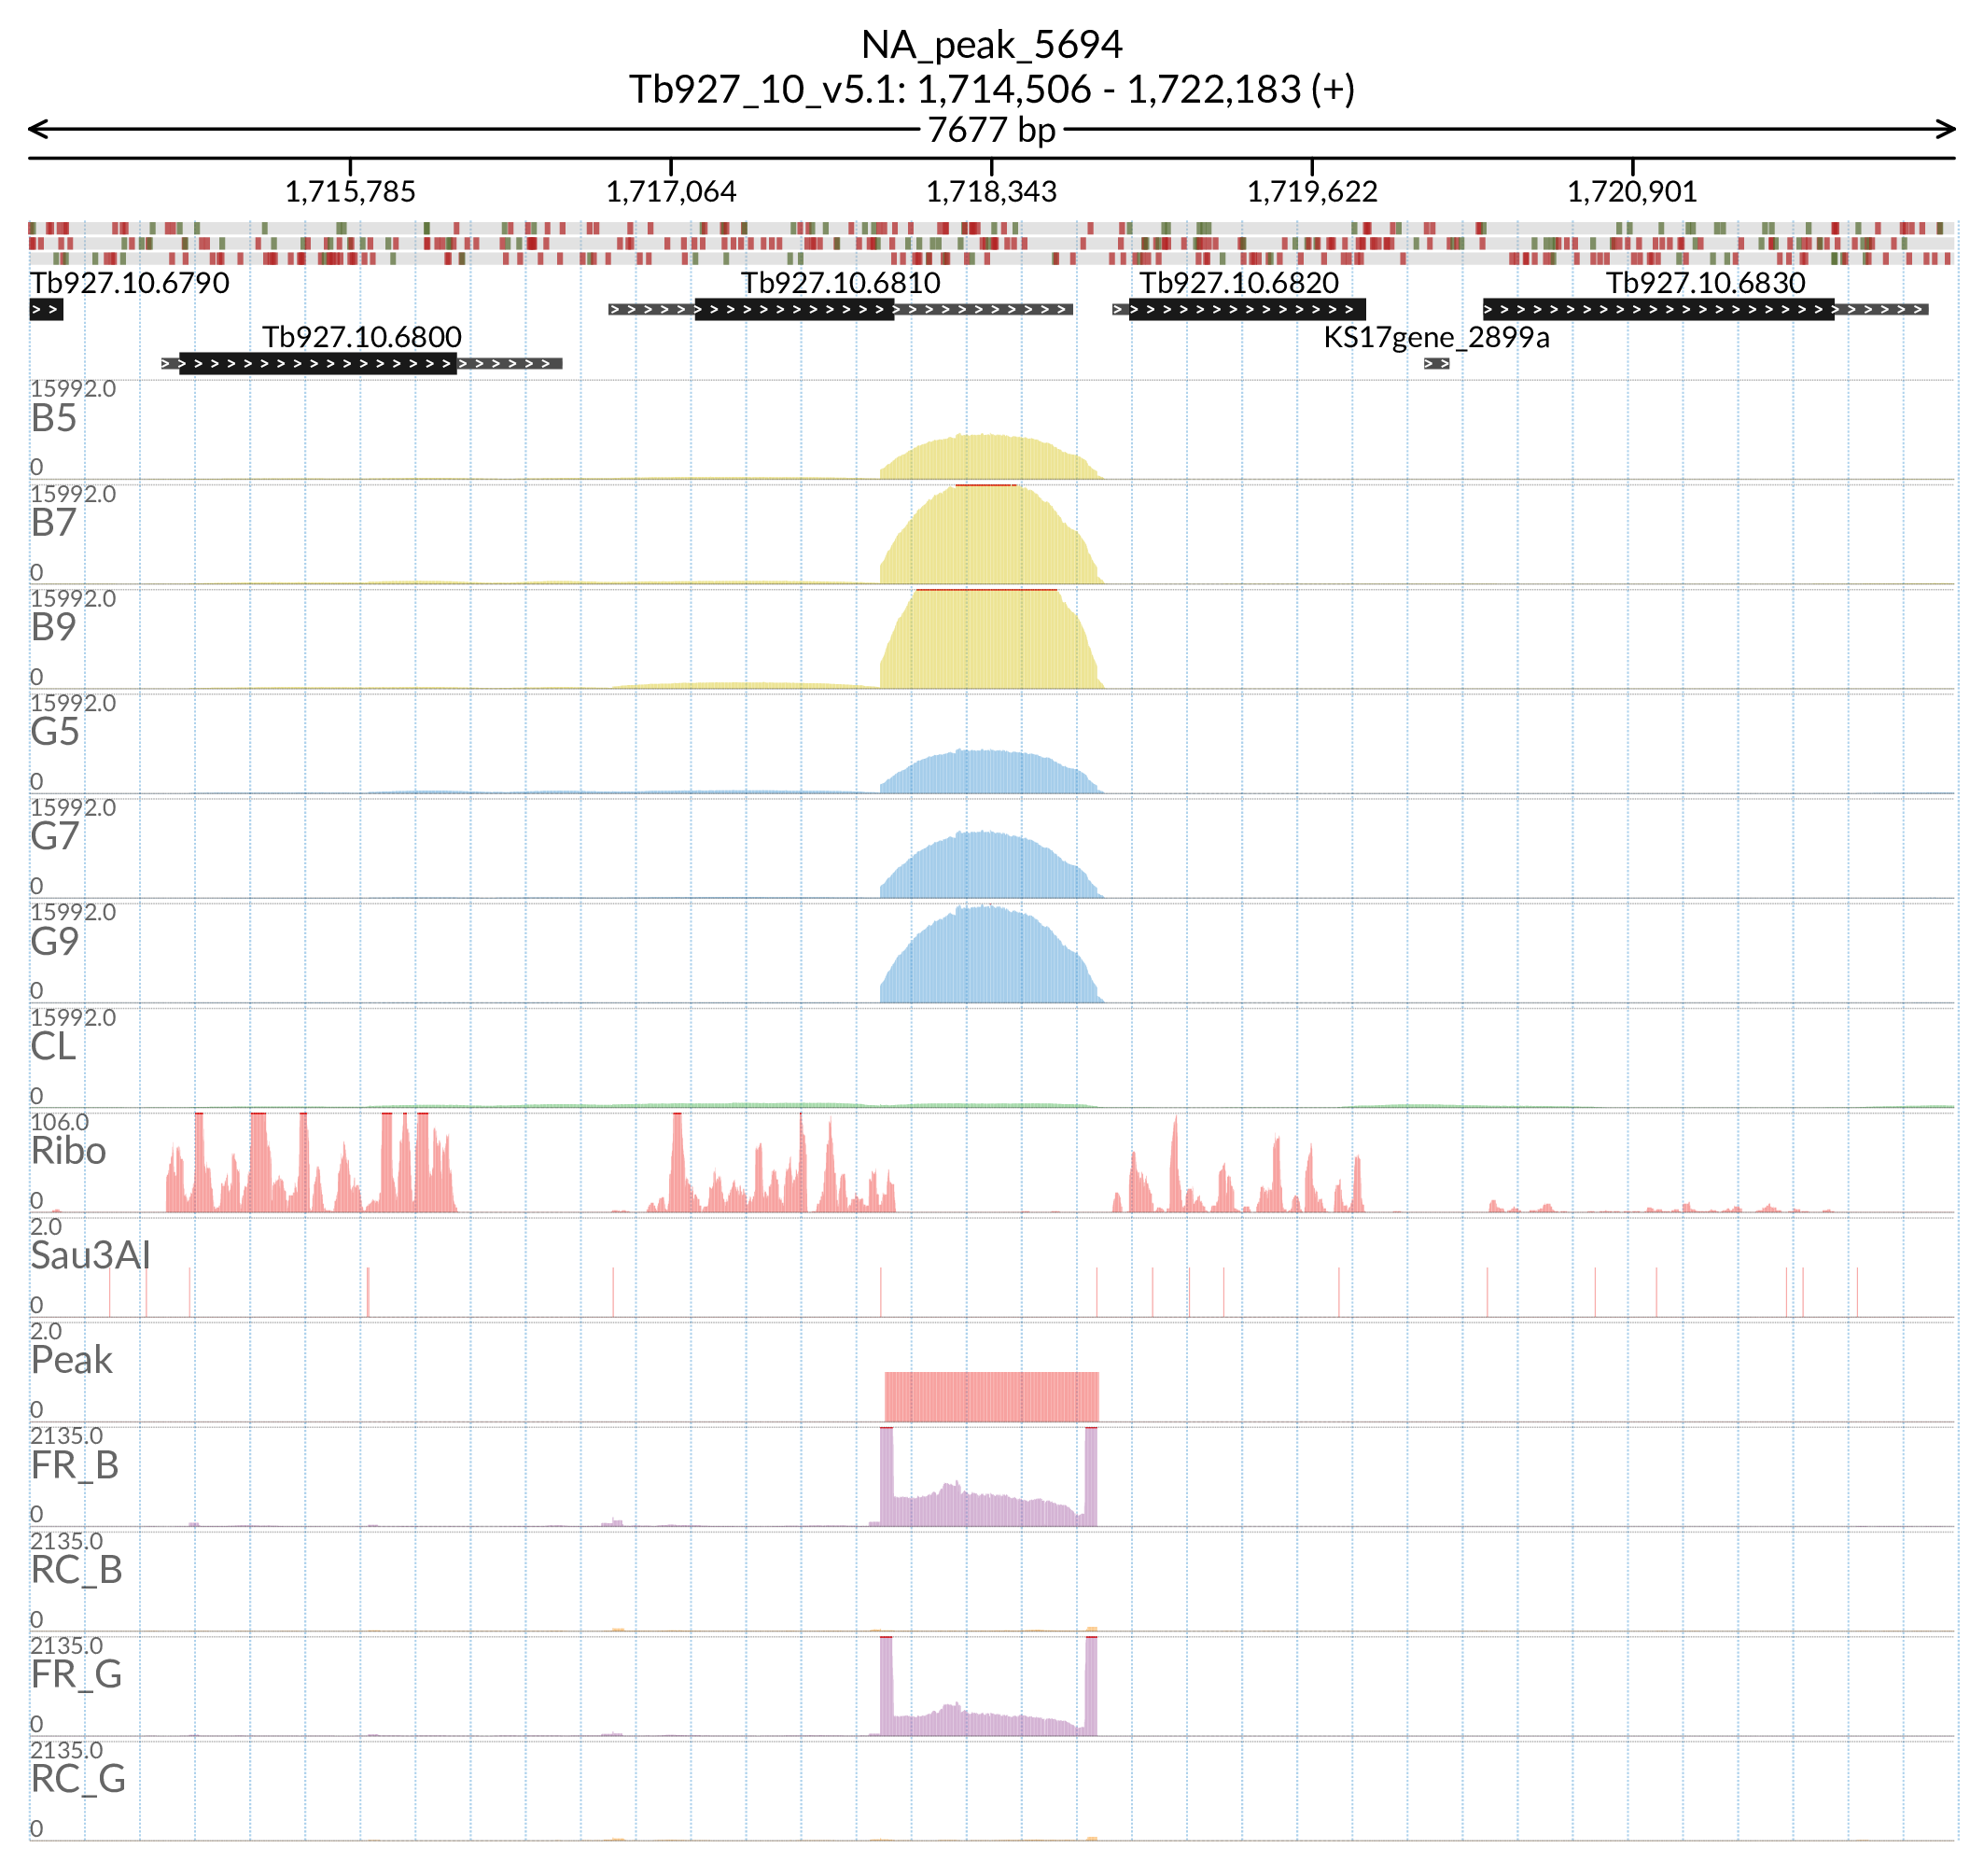 NA_peak_5694
Tb927_10_v5.1: 1,714,506 - 1,722,183 (+)
7677 bp
1,715,785 1,717,064 1,718,343 1,719,622 1,720,901
Tb927.10.6790 Tb927.10.6810 Tb927.10.6820 Tb927.10.6830
Tb927.10.6800 KS17gene_2899a
15992.0
B5
0
15992.0
B7
0
15992.0
B9
0
15992.0
G5
0
15992.0
G7
0
15992.0
G9
0
15992.0
CL
0
106.0
Ribo
0
2.0
Sau3AI
0
2.0
Peak
0
2135.0
FR_B
0
2135.0
RC_B
0
2135.0
FR_G
0
2135.0
RC_G
0